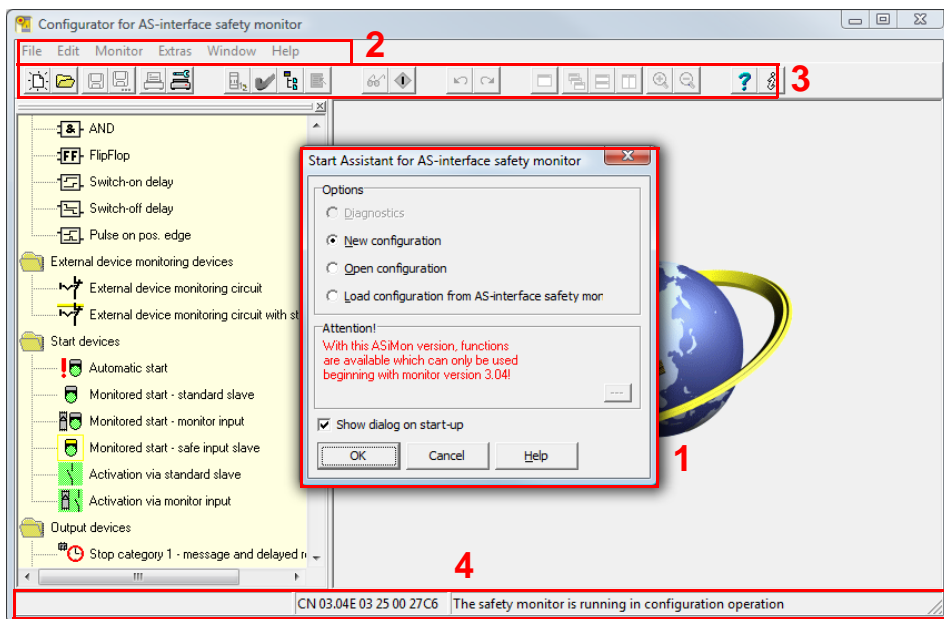 Configurator for AS-interface safety monitor
File Edit Monitor Extras Window Help
2
3
AND
FlipFlop
Switch-on delay
Switch-off delay
Pulse on pos. edge
External device monitoring devices
External device monitoring circuit
External device monitoring circuit with st
Start devices
Automatic start
Monitored start - standard slave
Monitored start - monitor input
Monitored start - safe input slave
Activation via standard slave
Activation via monitor input
Output devices
Stop category 1 - message and delayed r
Start Assistant for AS-interface safety monitor
Options
Diagnostics
New configuration
Open configuration
Load configuration from AS-interface safety mor
Attention!
With this ASiMon version, functions
are available which can only be used
beginning with monitor version 3.04!
...
Show dialog on start-up
OK Cancel Help
1
4
CN 03.04E 03 25 00 27C6 The safety monitor is running in configuration operation